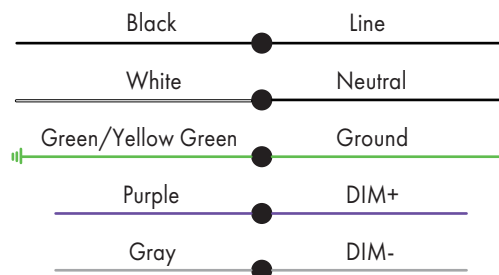 Black Line
White Neutral
Green/Yellow Green Ground
Purple DIM+
Gray DIM-